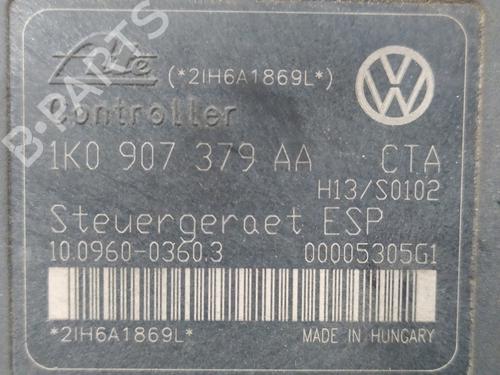 Ate (*2IH6A1869L*)
Controller
1K0 907 379 AA CTA
H13/S0102
Steuergeraet ESP
10.0960-0360.3 00005305G1
*2IH6A1869L* MADE IN HUNGARY
B-PARTS